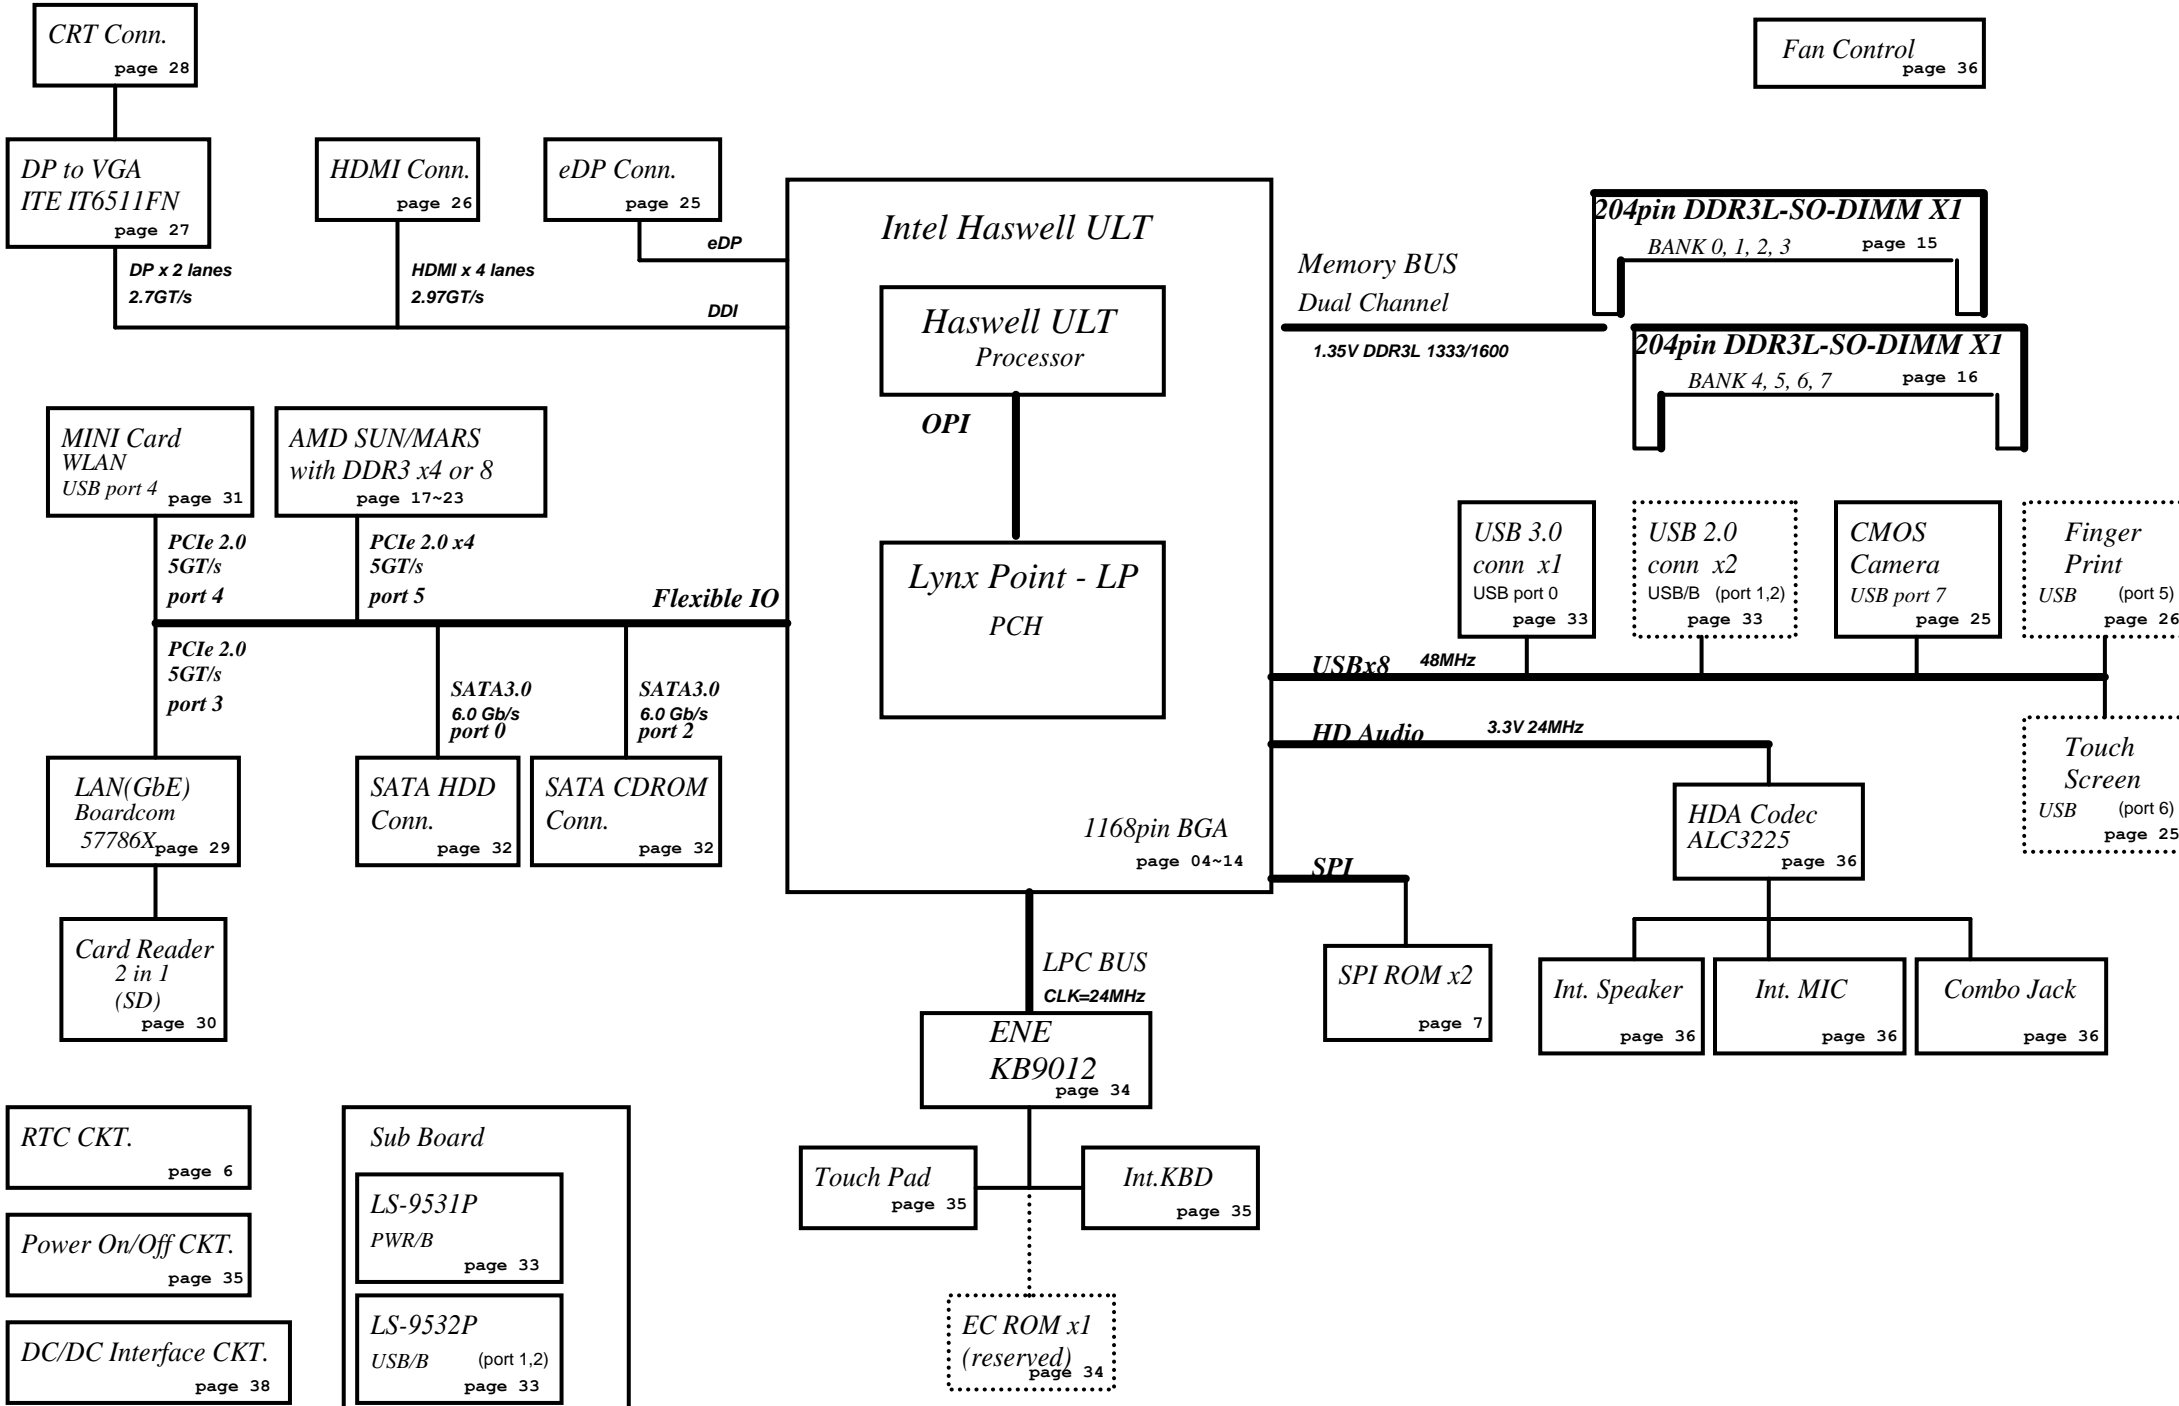 CRT Conn.
page 28
Fan Control
page 36
DP to VGA
ITE IT6511FN
page 27
HDMI Conn.
page 26
eDP Conn.
page 25
eDP
DP x 2 lanes
2.7GT/s
HDMI x 4 lanes
2.97GT/s
DDI
Intel Haswell ULT
Haswell ULT
Processor
OPI
Lynx Point - LP
PCH
1168pin BGA
page 04~14
Memory BUS
Dual Channel
1.35V DDR3L 1333/1600
204pin DDR3L-SO-DIMM X1
BANK 0, 1, 2, 3
page 15
204pin DDR3L-SO-DIMM X1
BANK 4, 5, 6, 7
page 16
MINI Card
WLAN
USB port 4
page 31
AMD SUN/MARS
with DDR3 x4 or 8
page 17~23
PCIe 2.0
5GT/s
port 4
PCIe 2.0 x4
5GT/s
port 5
Flexible IO
PCIe 2.0
5GT/s
port 3
SATA3.0
6.0 Gb/s
port 0
SATA3.0
6.0 Gb/s
port 2
USB 3.0
conn x1
USB port 0
page 33
USB 2.0
conn x2
USB/B (port 1,2)
page 33
CMOS
Camera
USB port 7
page 25
Finger
Print
USB (port 5)
page 26
USBx8
48MHz
HD Audio
3.3V 24MHz
Touch
Screen
USB (port 6)
page 25
LAN(GbE)
Boardcom
57786X
page 29
SATA HDD
Conn.
page 32
SATA CDROM
Conn.
page 32
HDA Codec
ALC3225
page 36
SPI
Card Reader
2 in 1
(SD)
page 30
LPC BUS
CLK=24MHz
SPI ROM x2
page 7
Int. Speaker
page 36
Int. MIC
page 36
Combo Jack
page 36
ENE
KB9012
page 34
RTC CKT.
page 6
Sub Board
LS-9531P
PWR/B
page 33
Touch Pad
page 35
Int.KBD
page 35
Power On/Off CKT.
page 35
LS-9532P
USB/B (port 1,2)
page 33
EC ROM x1
(reserved)
page 34
DC/DC Interface CKT.
page 38